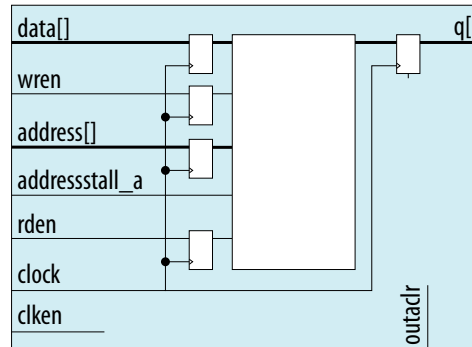 data[]
q[
wren
address[]
addressstall_a
rden
clock
clken
outaclr